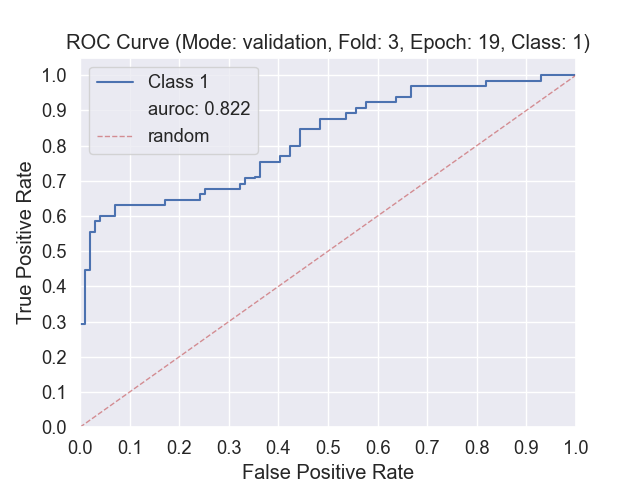 ROC Curve (Mode: validation, Fold: 3, Epoch: 19, Class: 1)
1.0
0.9
0.8
0.7
0.6
0.5
0.4
0.3
0.2
0.1
0.0
True Positive Rate
Class 1
auroc: 0.822
random
0.0 0.1 0.2 0.3 0.4 0.5 0.6 0.7 0.8 0.9 1.0
False Positive Rate